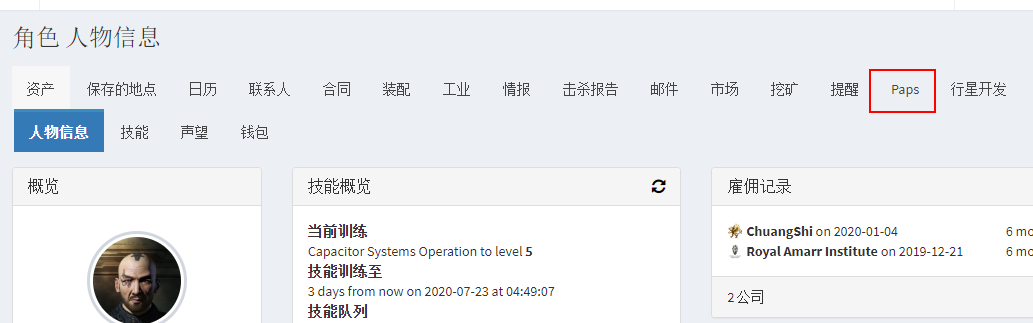 角色 人物信息
资产 保存的地点 日历 联系人 合同 装配 工业 情报 击杀报告 邮件 市场 挖矿 提醒 Paps 行星开发
人物信息 技能 声望 钱包
概览
技能概览
当前训练
Capacitor Systems Operation to level 5
技能训练至
3 days from now on 2020-07-23 at 04:49:07
技能队列
雇佣记录
ChuangShi on 2020-01-04 6 mo
Royal Amarr Institute on 2019-12-21 6 mo
2 公司